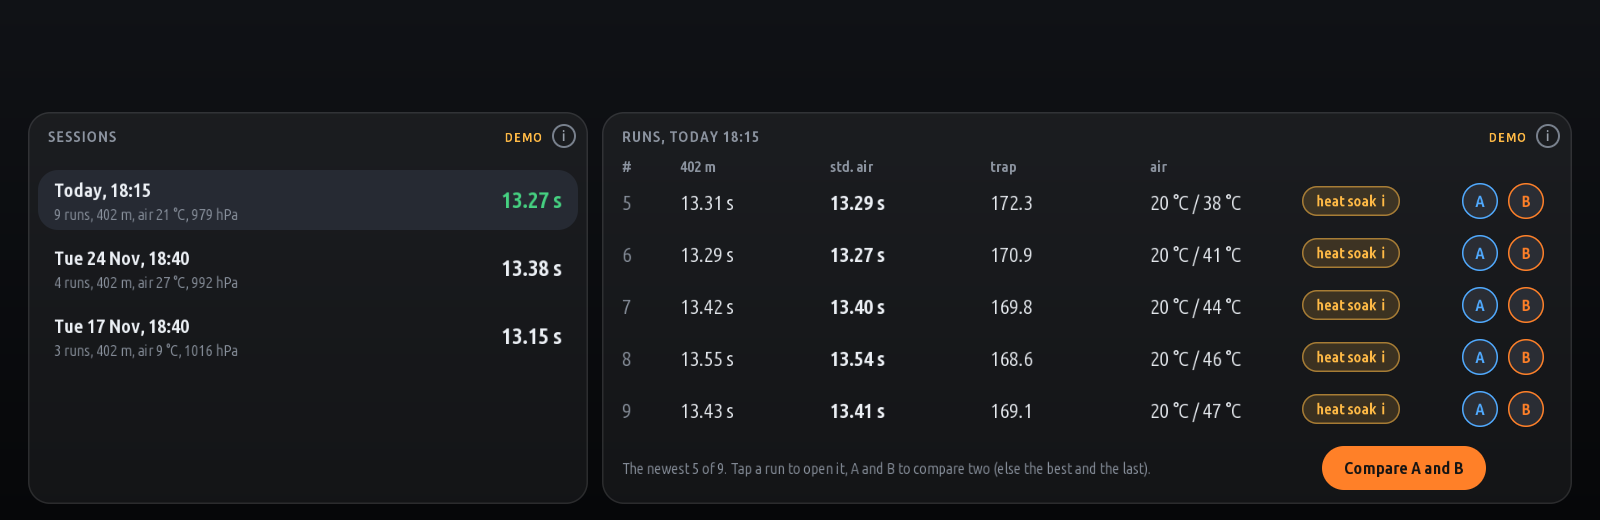 SESSIONS DEMO i
Today, 18:15 13.27 s
9 runs, 402 m, air 21 °C, 979 hPa
Tue 24 Nov, 18:40 13.38 s
4 runs, 402 m, air 27 °C, 992 hPa
Tue 17 Nov, 18:40 13.15 s
3 runs, 402 m, air 9 °C, 1016 hPa
RUNS, TODAY 18:15 DEMO i
# 402 m std. air trap air
5 13.31 s 13.29 s 172.3 20 °C / 38 °C heat soak i A B
6 13.29 s 13.27 s 170.9 20 °C / 41 °C heat soak i A B
7 13.42 s 13.40 s 169.8 20 °C / 44 °C heat soak i A B
8 13.55 s 13.54 s 168.6 20 °C / 46 °C heat soak i A B
9 13.43 s 13.41 s 169.1 20 °C / 47 °C heat soak i A B
The newest 5 of 9. Tap a run to open it, A and B to compare two (else the best and the last). Compare A and B